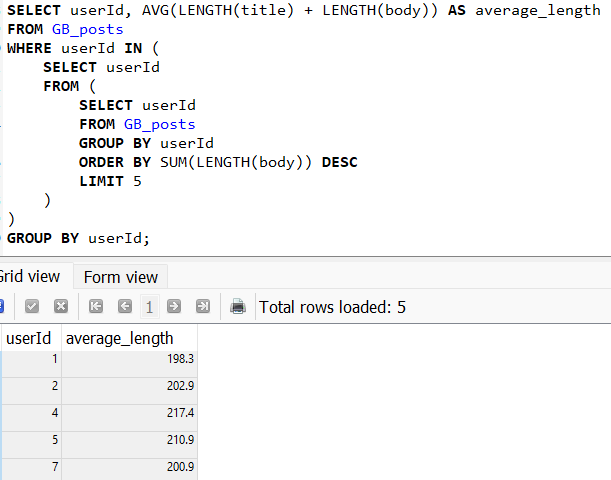 SELECT userId, AVG(LENGTH(title) + LENGTH(body)) AS average_length
FROM GB_posts
WHERE userId IN (
    SELECT userId
    FROM (
        SELECT userId
        FROM GB_posts
        GROUP BY userId
        ORDER BY SUM(LENGTH(body)) DESC
        LIMIT 5
    )
)
GROUP BY userId;
Grid view Form view
1 Total rows loaded: 5
userId average_length
1 198.3
2 202.9
4 217.4
5 210.9
7 200.9